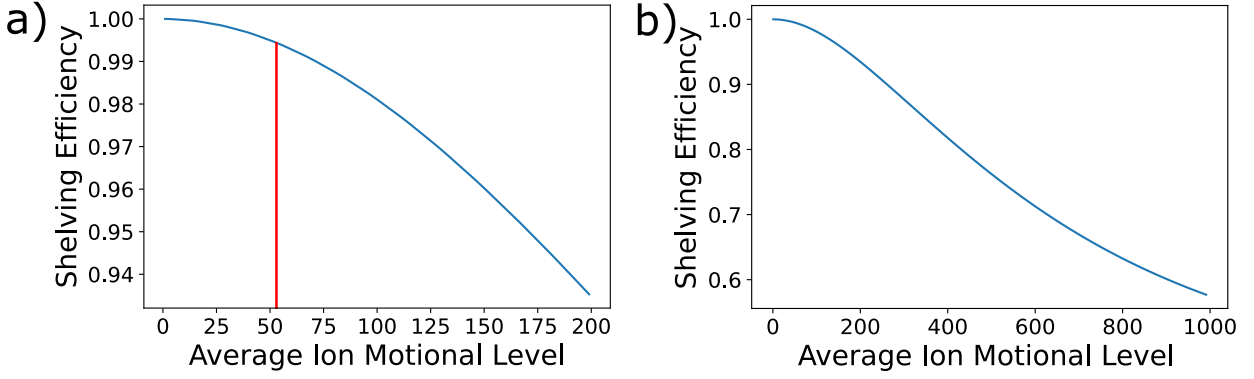 a)
Shelving Efficiency
1.00
0.99
0.98
0.97
0.96
0.95
0.94
0 25 50 75 100 125 150 175 200
Average Ion Motional Level
b)
Shelving Efficiency
1.0
0.9
0.8
0.7
0.6
0 200 400 600 800 1000
Average Ion Motional Level